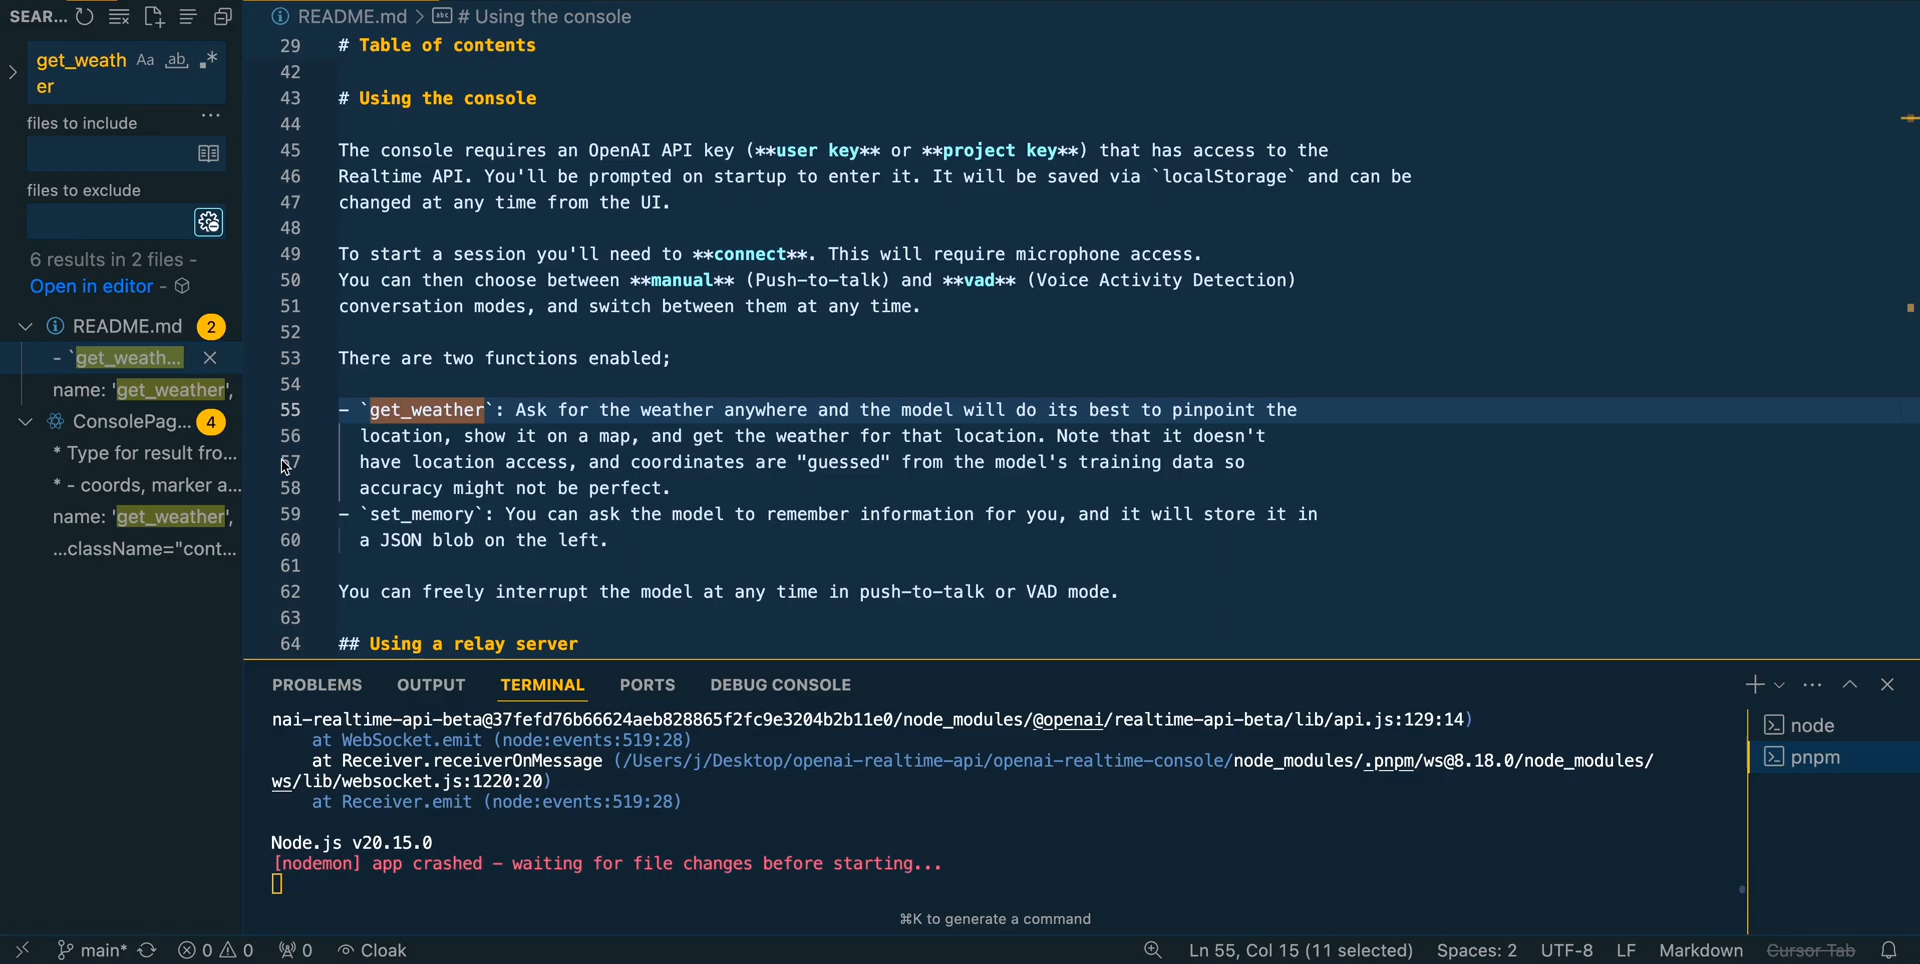 SEAR...
get_weath
er
Aa
ab
files to include
files to exclude
6 results in 2 files -
Open in editor -
README.md 2
- `get_weath...
name: 'get_weather',
ConsolePag... 4
* Type for result fro...
* - coords, marker a...
name: 'get_weather',
...className="cont...
README.md > abc # Using the console
29 # Table of contents
42
43 # Using the console
44
45 The console requires an OpenAI API key (**user key** or **project key**) that has access to the
46 Realtime API. You'll be prompted on startup to enter it. It will be saved via `localStorage` and can be
47 changed at any time from the UI.
48
49 To start a session you'll need to **connect**. This will require microphone access.
50 You can then choose between **manual** (Push-to-talk) and **vad** (Voice Activity Detection)
51 conversation modes, and switch between them at any time.
52
53 There are two functions enabled;
54
55 - `get_weather`: Ask for the weather anywhere and the model will do its best to pinpoint the
56 location, show it on a map, and get the weather for that location. Note that it doesn't
57 have location access, and coordinates are "guessed" from the model's training data so
58 accuracy might not be perfect.
59 - `set_memory`: You can ask the model to remember information for you, and it will store it in
60 a JSON blob on the left.
61
62 You can freely interrupt the model at any time in push-to-talk or VAD mode.
63
64 ## Using a relay server
PROBLEMS OUTPUT TERMINAL PORTS DEBUG CONSOLE
nai-realtime-api-beta@37fefd76b66624aeb828865f2fc9e3204b2b11e0/node_modules/@openai/realtime-api-beta/lib/api.js:129:14)
at WebSocket.emit (node:events:519:28)
at Receiver.receiverOnMessage (/Users/j/Desktop/openai-realtime-api/openai-realtime-console/node_modules/.pnpm/ws@8.18.0/node_modules/
ws/lib/websocket.js:1220:20)
at Receiver.emit (node:events:519:28)
Node.js v20.15.0
[nodemon] app crashed - waiting for file changes before starting...
⌘K to generate a command
node
pnpm
main* 0 0 0 Cloak Ln 55, Col 15 (11 selected) Spaces: 2 UTF-8 LF Markdown Cursor Tab